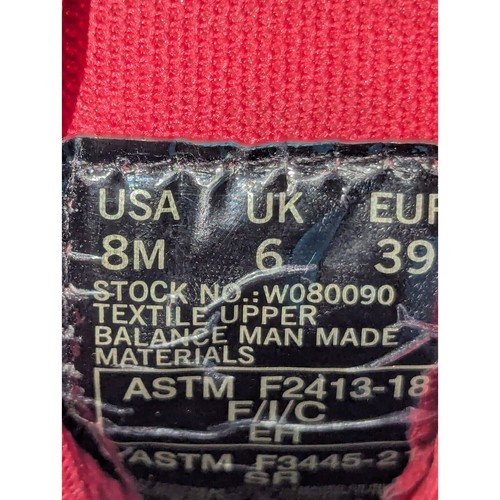 USA UK EUR
8M 6 39
STOCK NO.:W080090
TEXTILE UPPER
BALANCE MAN MADE
MATERIALS
ASTM F2413-18
F/I/C
EH
ASTM F3445-21
SR